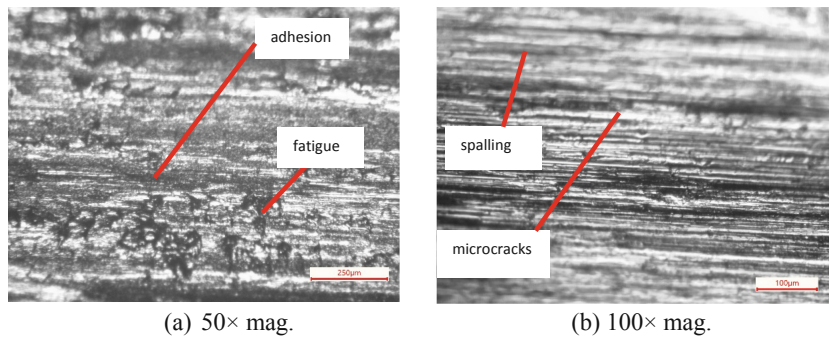 adhesion
fatigue
250µm
spalling
microcracks
100µm
(a) 50× mag.
(b) 100× mag.